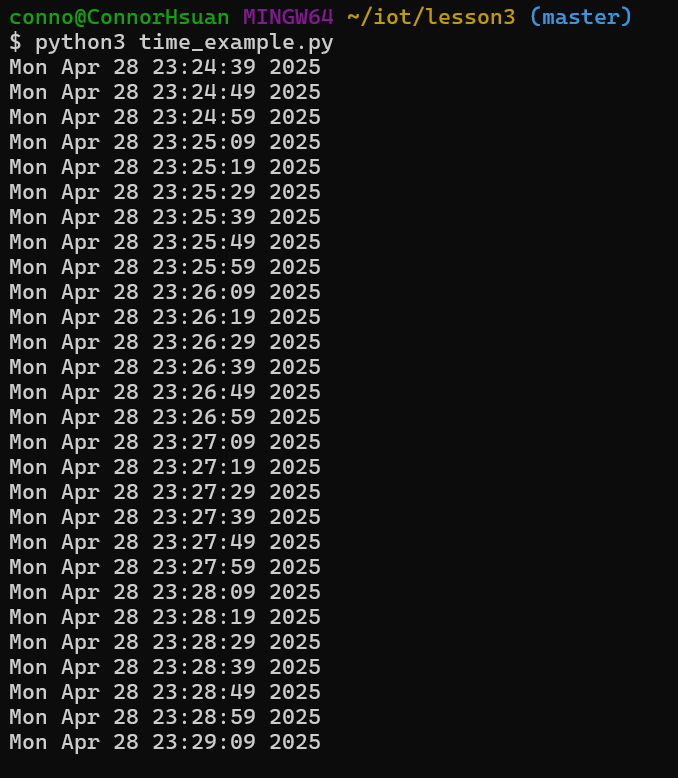 conno@ConnorHsuan MINGW64 ~/iot/lesson3 (master)
$ python3 time_example.py
Mon Apr 28 23:24:39 2025
Mon Apr 28 23:24:49 2025
Mon Apr 28 23:24:59 2025
Mon Apr 28 23:25:09 2025
Mon Apr 28 23:25:19 2025
Mon Apr 28 23:25:29 2025
Mon Apr 28 23:25:39 2025
Mon Apr 28 23:25:49 2025
Mon Apr 28 23:25:59 2025
Mon Apr 28 23:26:09 2025
Mon Apr 28 23:26:19 2025
Mon Apr 28 23:26:29 2025
Mon Apr 28 23:26:39 2025
Mon Apr 28 23:26:49 2025
Mon Apr 28 23:26:59 2025
Mon Apr 28 23:27:09 2025
Mon Apr 28 23:27:19 2025
Mon Apr 28 23:27:29 2025
Mon Apr 28 23:27:39 2025
Mon Apr 28 23:27:49 2025
Mon Apr 28 23:27:59 2025
Mon Apr 28 23:28:09 2025
Mon Apr 28 23:28:19 2025
Mon Apr 28 23:28:29 2025
Mon Apr 28 23:28:39 2025
Mon Apr 28 23:28:49 2025
Mon Apr 28 23:28:59 2025
Mon Apr 28 23:29:09 2025